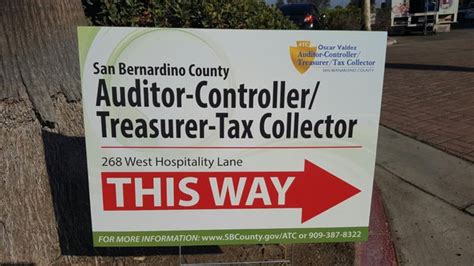 ATC
Oscar Valdez
Auditor-Controller/
Treasurer/Tax Collector
SAN BERNARDINO COUNTY
San Bernardino County
Auditor-Controller/
Treasurer-Tax Collector
268 West Hospitality Lane
THIS WAY
FOR MORE INFORMATION: www.SBCounty.gov/ATC or 909-387-8322